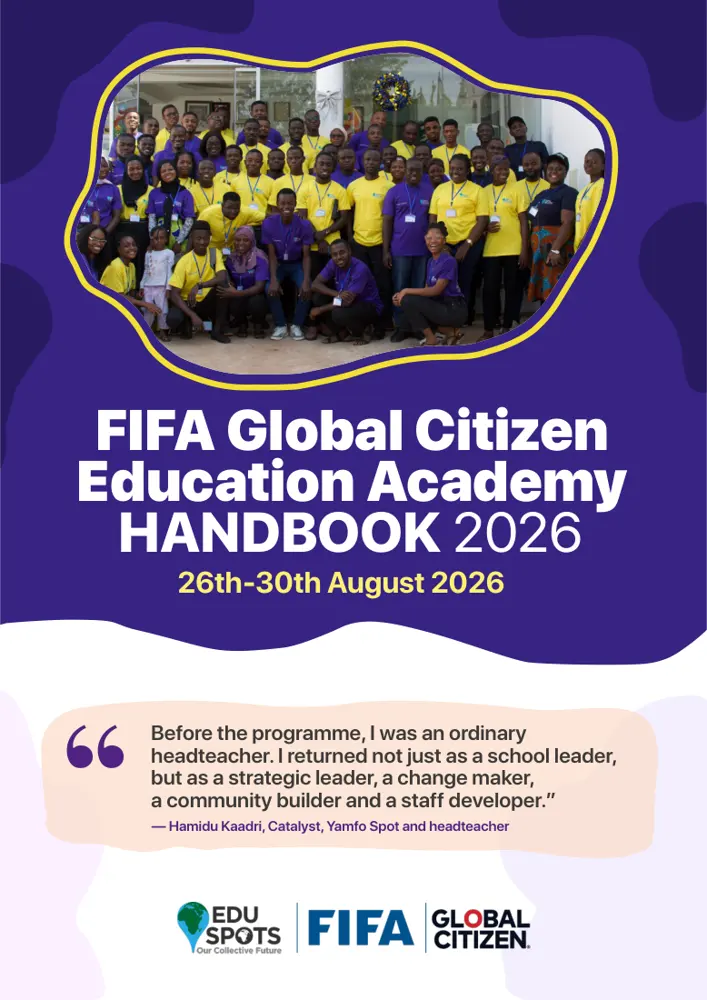 FIFA Global Citizen
Education Academy
HANDBOOK 2026
26th-30th August 2026
“
Before the programme, I was an ordinary
headteacher. I returned not just as a school leader,
but as a strategic leader, a change maker,
a community builder and a staff developer.”
— Hamidu Kaadri, Catalyst, Yamfo Spot and headteacher
EDU
SPOTS
Our Collective Future
FIFA
GLOBAL
CITIZEN®